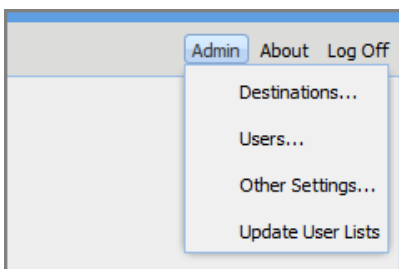 Admin About Log Off
Destinations...
Users...
Other Settings...
Update User Lists